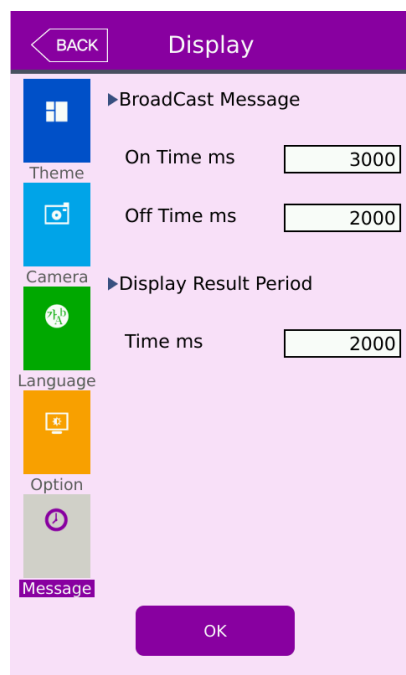 BACK
Display
Theme
Camera
Language
Option
Message
▶BroadCast Message
On Time ms 3000
Off Time ms 2000
▶Display Result Period
Time ms 2000
OK